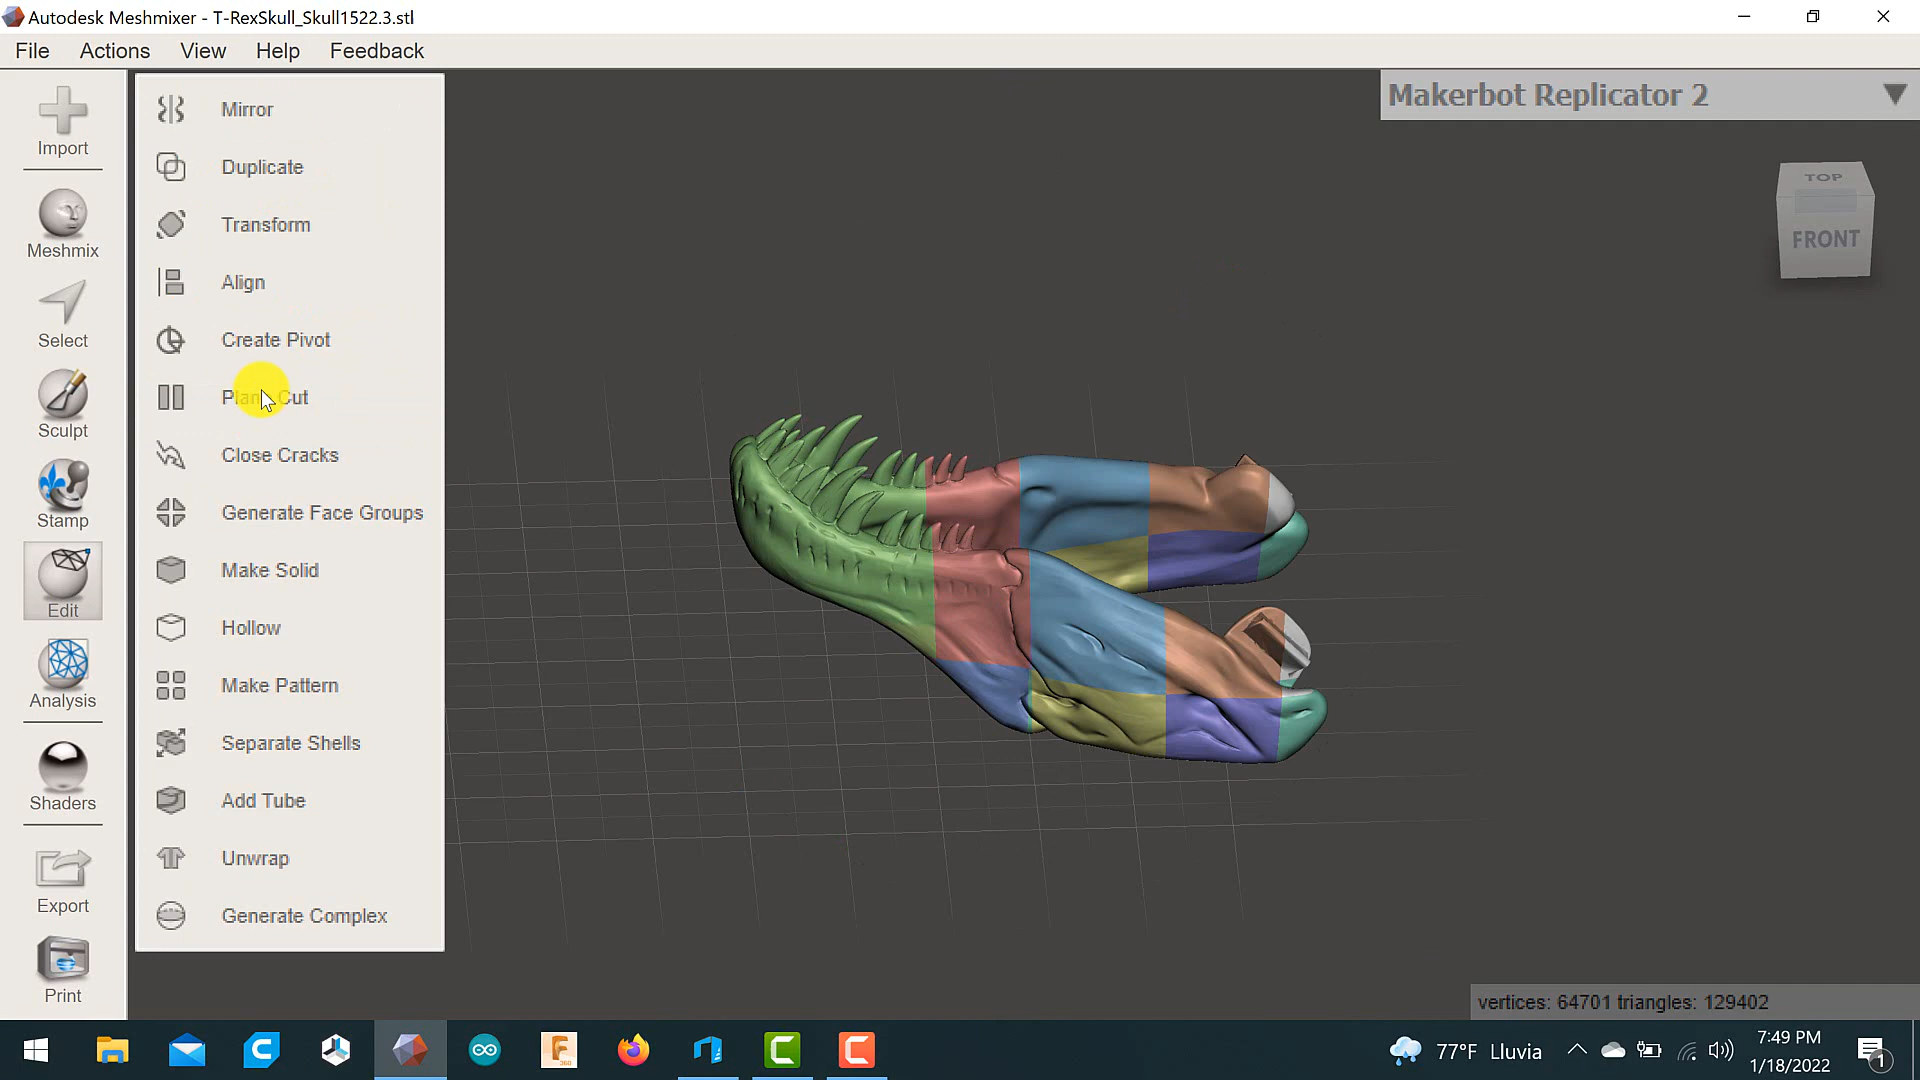 Autodesk Meshmixer - T-RexSkull_Skull1522.3.stl
File Actions View Help Feedback
Import
Meshmix
Select
Sculpt
Stamp
Edit
Analysis
Shaders
Export
Print
Mirror
Duplicate
Transform
Align
Create Pivot
Plane Cut
Close Cracks
Generate Face Groups
Make Solid
Hollow
Make Pattern
Separate Shells
Add Tube
Unwrap
Generate Complex
Makerbot Replicator 2
TOP
FRONT
vertices: 64701 triangles: 129402
F
360
77°F Lluvia
7:49 PM
1/18/2022
1